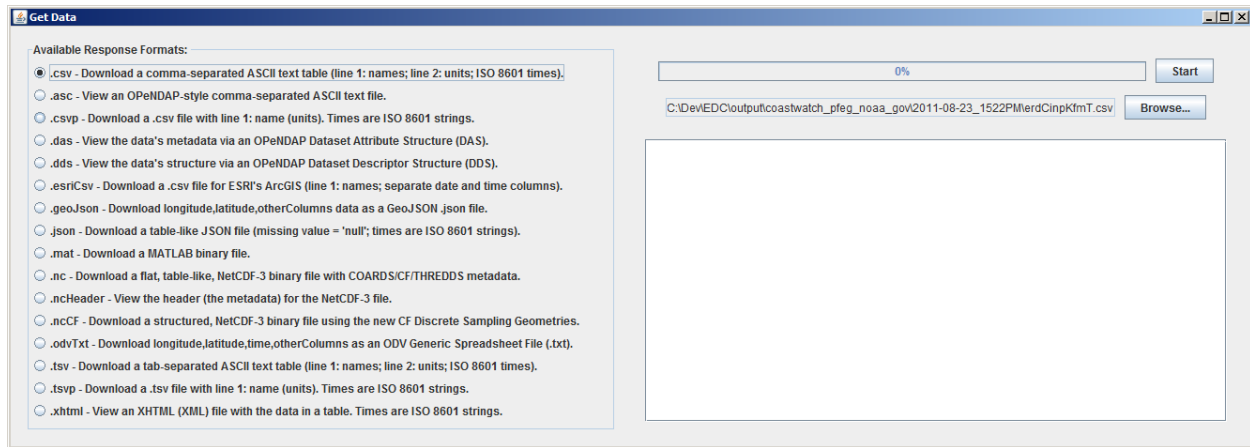 Get Data
Available Response Formats:
.csv - Download a comma-separated ASCII text table (line 1: names; line 2: units; ISO 8601 times).
.asc - View an OPeNDAP-style comma-separated ASCII text file.
.csvp - Download a .csv file with line 1: name (units). Times are ISO 8601 strings.
.das - View the data's metadata via an OPeNDAP Dataset Attribute Structure (DAS).
.dds - View the data's structure via an OPeNDAP Dataset Descriptor Structure (DDS).
.esriCsv - Download a .csv file for ESRI's ArcGIS (line 1: names; separate date and time columns).
.geoJson - Download longitude,latitude,otherColumns data as a GeoJSON .json file.
.json - Download a table-like JSON file (missing value = 'null'; times are ISO 8601 strings).
.mat - Download a MATLAB binary file.
.nc - Download a flat, table-like, NetCDF-3 binary file with COARDS/CF/THREDDS metadata.
.ncHeader - View the header (the metadata) for the NetCDF-3 file.
.ncCF - Download a structured, NetCDF-3 binary file using the new CF Discrete Sampling Geometries.
.odvTxt - Download longitude,latitude,time,otherColumns as an ODV Generic Spreadsheet File (.txt).
.tsv - Download a tab-separated ASCII text table (line 1: names; line 2: units; ISO 8601 times).
.tsvp - Download a .tsv file with line 1: name (units). Times are ISO 8601 strings.
.xhtml - View an XHTML (XML) file with the data in a table. Times are ISO 8601 strings.
0%
Start
C:\Dev\EDC\output\coastwatch_pfeg_noaa_gov\2011-08-23_1522PM\erdCinpKfmT.csv
Browse...